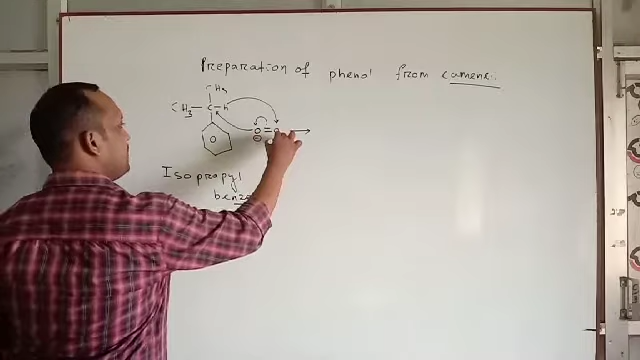 Preparation of phenol from cumene:
CH3
CH3 - C - H
O
O = O
⊖
Isopropyl
benz